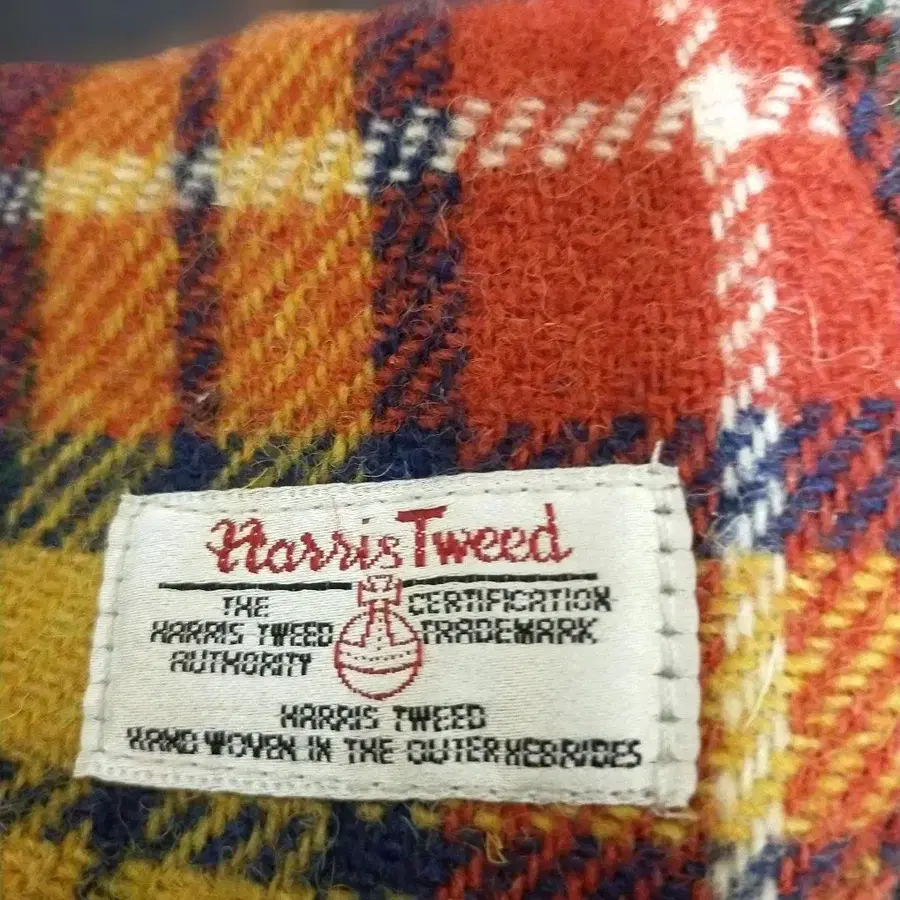 Harris Tweed
THE HARRIS TWEED AUTHORITY
CERTIFICATION TRADEMARK
HARRIS TWEED
HAND WOVEN IN THE OUTER HEBRIDES